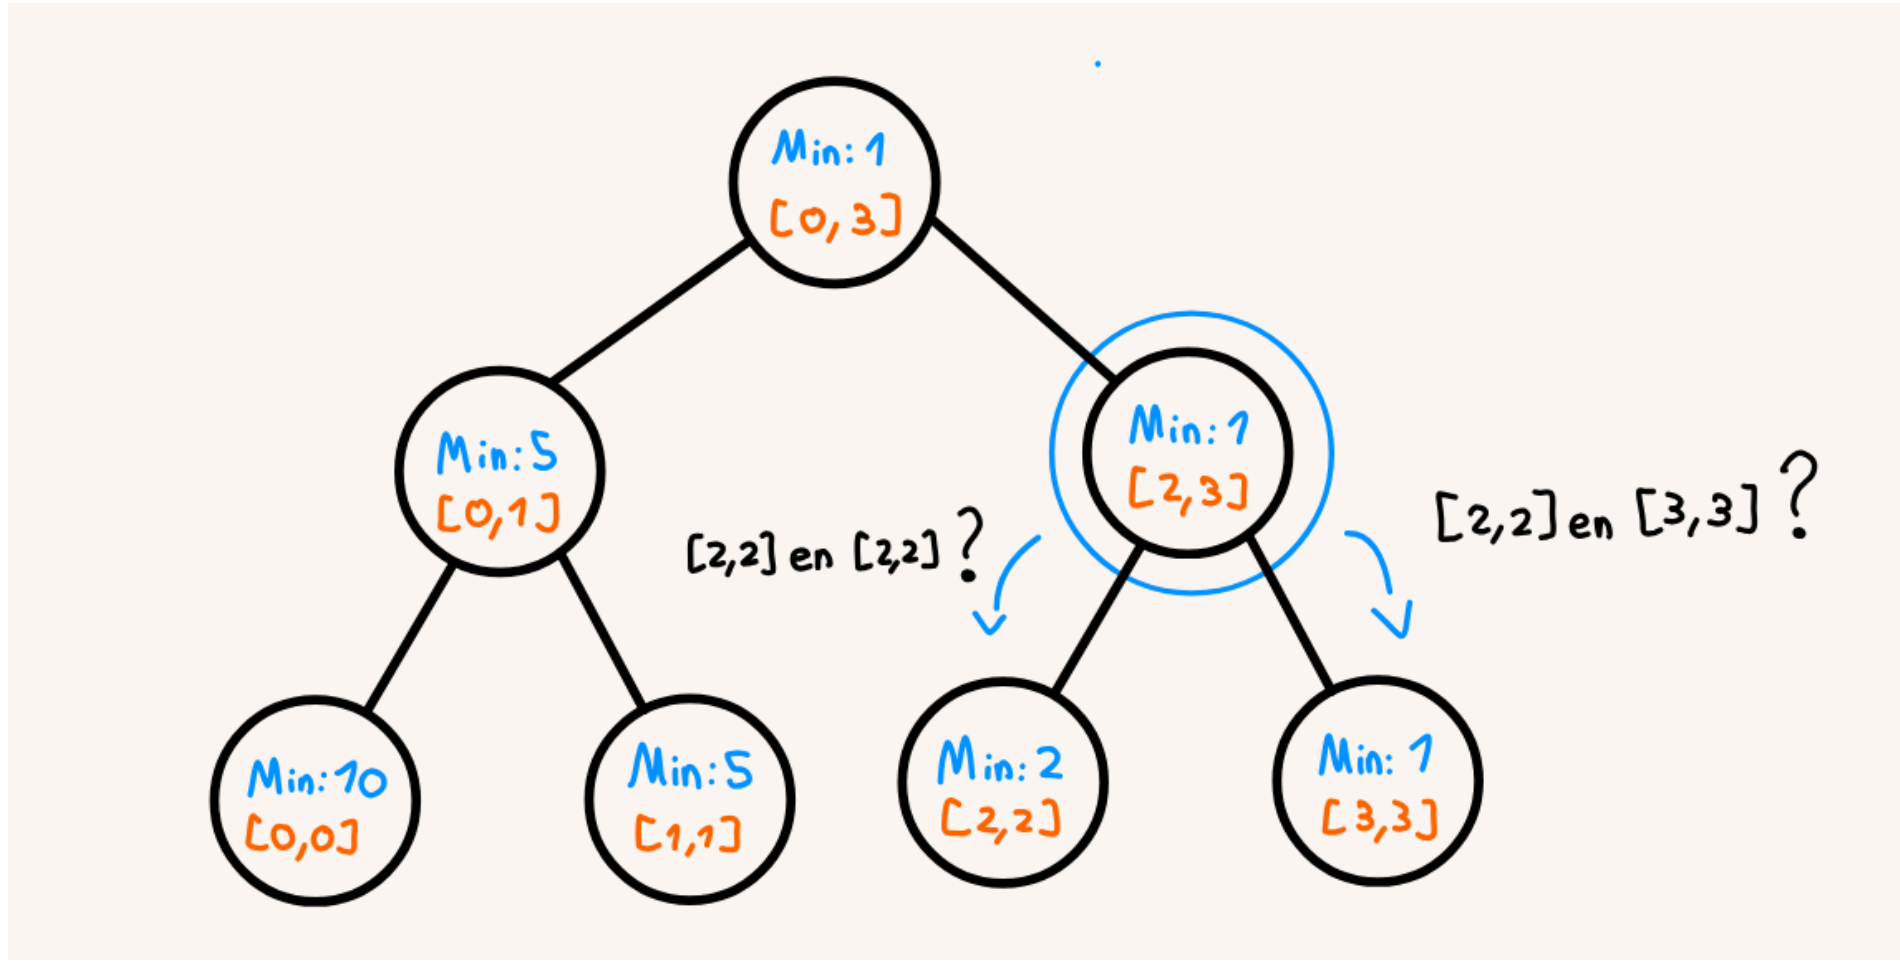 Min: 1
[0,3]
Min: 5
[0,1]
Min: 1
[2,3]
[2,2] en [2,2] ?
[2,2] en [3,3] ?
Min: 10
[0,0]
Min: 5
[1,1]
Min: 2
[2,2]
Min: 1
[3,3]